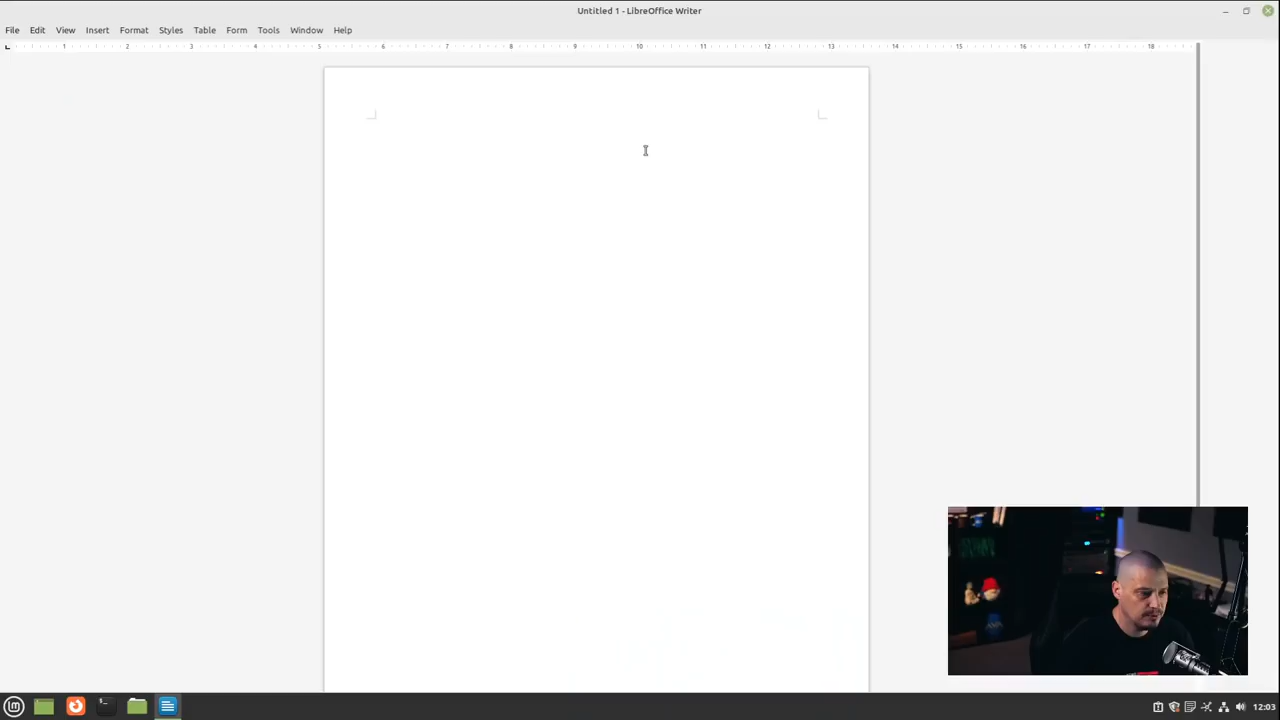 Untitled 1 - LibreOffice Writer
File Edit View Insert Format Styles Table Form Tools Window Help
1 2 3 4 5 6 7 8 9 10 11 12 13 14 15 16 17 18
12:03